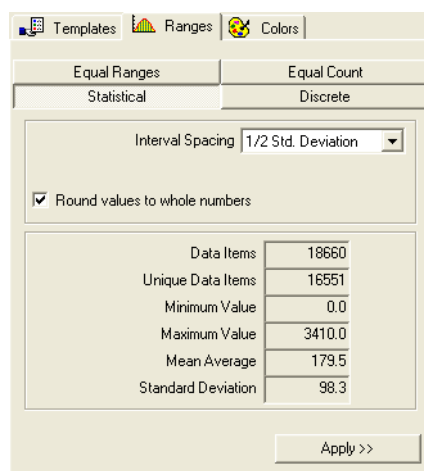 Templates Ranges Colors
Equal Ranges Equal Count
Statistical Discrete
Interval Spacing 1/2 Std. Deviation
Round values to whole numbers
Data Items 18660
Unique Data Items 16551
Minimum Value 0.0
Maximum Value 3410.0
Mean Average 179.5
Standard Deviation 98.3
Apply >>